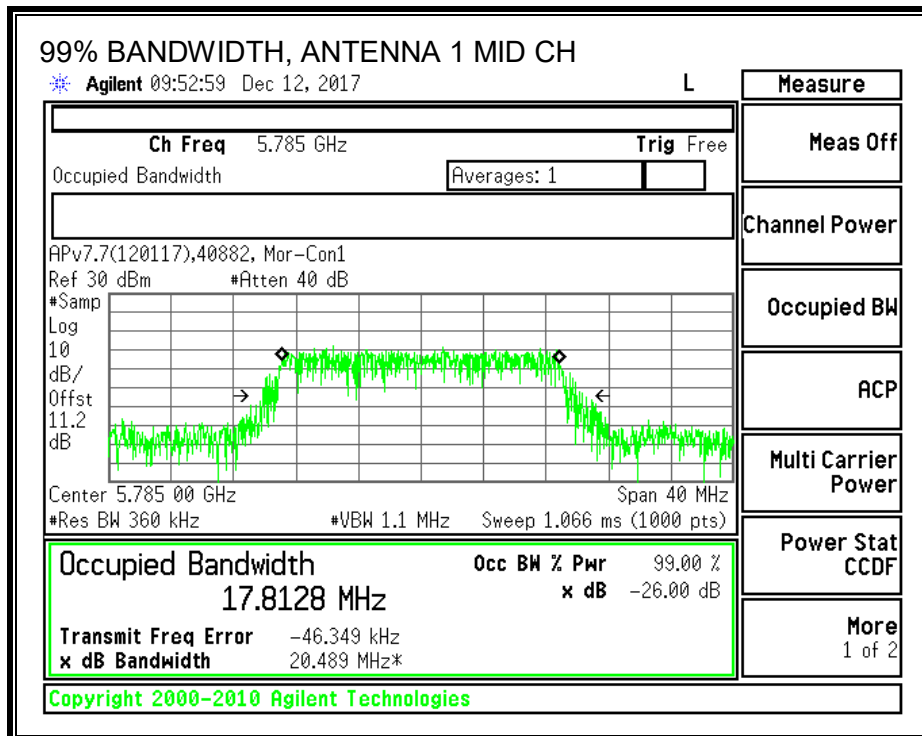 99% BANDWIDTH, ANTENNA 1 MID CH
Agilent 09:52:59 Dec 12, 2017 L
Measure
Ch Freq 5.785 GHz Trig Free
Occupied Bandwidth Averages: 1
APv7.7(120117),40882, Mor-Con1
Ref 30 dBm #Atten 40 dB
#Samp
Log
10
dB/
Offst
11.2
dB
Center 5.785 00 GHz Span 40 MHz
#Res BW 360 kHz #VBW 1.1 MHz Sweep 1.066 ms (1000 pts)
Occupied Bandwidth Occ BW % Pwr 99.00 %
17.8128 MHz x dB -26.00 dB
Transmit Freq Error -46.349 kHz
x dB Bandwidth 20.489 MHz*
Copyright 2000-2010 Agilent Technologies
Meas Off
Channel Power
Occupied BW
ACP
Multi Carrier
Power
Power Stat
CCDF
More
1 of 2